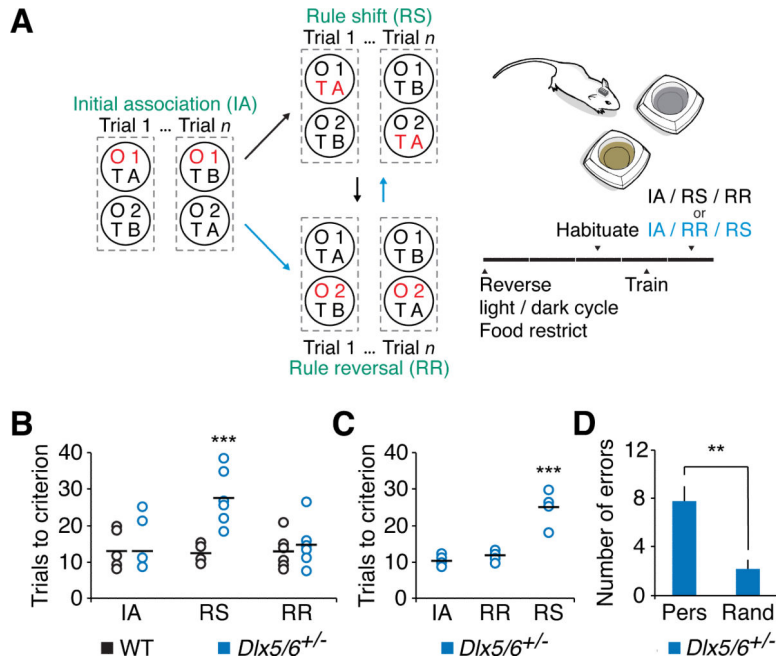 A
Rule shift (RS)
Trial 1 ... Trial n
O 1
T A
O 2
T B
O 1
T B
O 2
T A
Initial association (IA)
Trial 1 ... Trial n
O 1
T A
O 2
T B
O 1
T B
O 2
T A
O 1
T A
O 2
T B
O 1
T B
O 2
T A
Trial 1 ... Trial n
Rule reversal (RR)
IA / RS / RR
or
Habituate IA / RR / RS
Reverse
light / dark cycle
Food restrict
Train
B
Trials to criterion
40
30
20
10
0
***
IA RS RR
WT Dlx5/6+/-
C
Trials to criterion
40
30
20
10
0
***
IA RR RS
Dlx5/6+/-
D
Number of errors
12
8
4
0
**
Pers Rand
Dlx5/6+/-